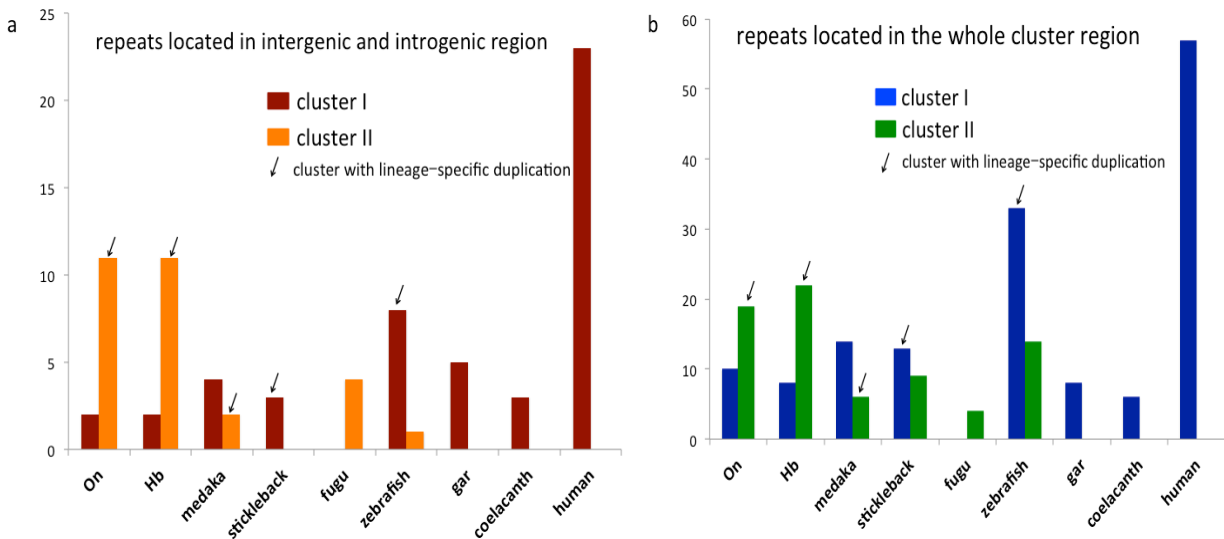 a
repeats located in intergenic and introgenic region
cluster I
cluster II
cluster with lineage-specific duplication
25
20
15
10
5
0
On
Hb
medaka
stickleback
fugu
zebrafish
gar
coelacanth
human
b
repeats located in the whole cluster region
cluster I
cluster II
cluster with lineage-specific duplication
60
50
40
30
20
10
0
On
Hb
medaka
stickleback
fugu
zebrafish
gar
coelacanth
human